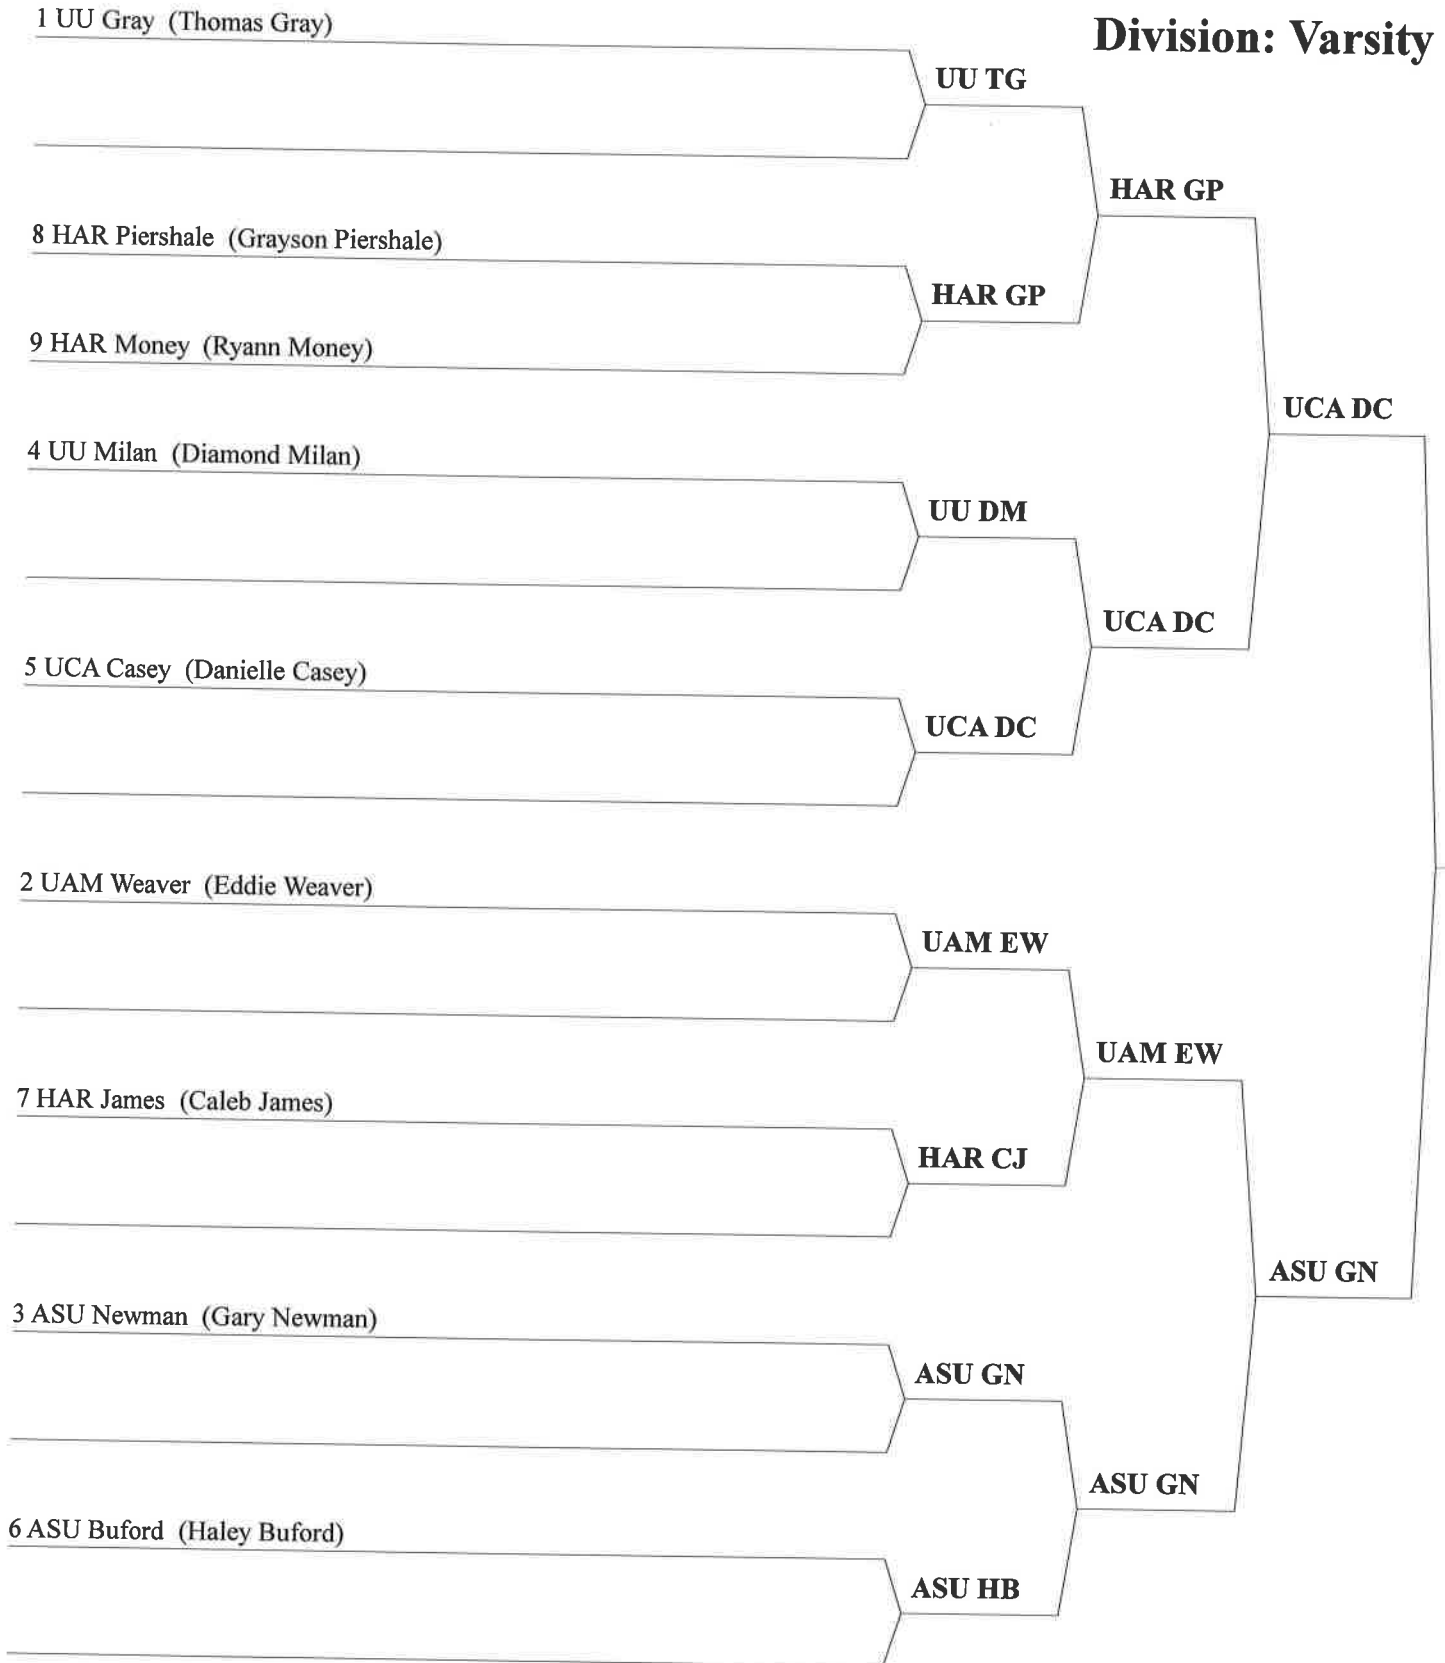 Division: Varsity
1 UU Gray (Thomas Gray)
UU TG
HAR GP
8 HAR Piershale (Grayson Piershale)
HAR GP
9 HAR Money (Ryann Money)
UCA DC
4 UU Milan (Diamond Milan)
UU DM
UCA DC
5 UCA Casey (Danielle Casey)
UCA DC
2 UAM Weaver (Eddie Weaver)
UAM EW
UAM EW
7 HAR James (Caleb James)
HAR CJ
ASU GN
3 ASU Newman (Gary Newman)
ASU GN
ASU GN
6 ASU Buford (Haley Buford)
ASU HB